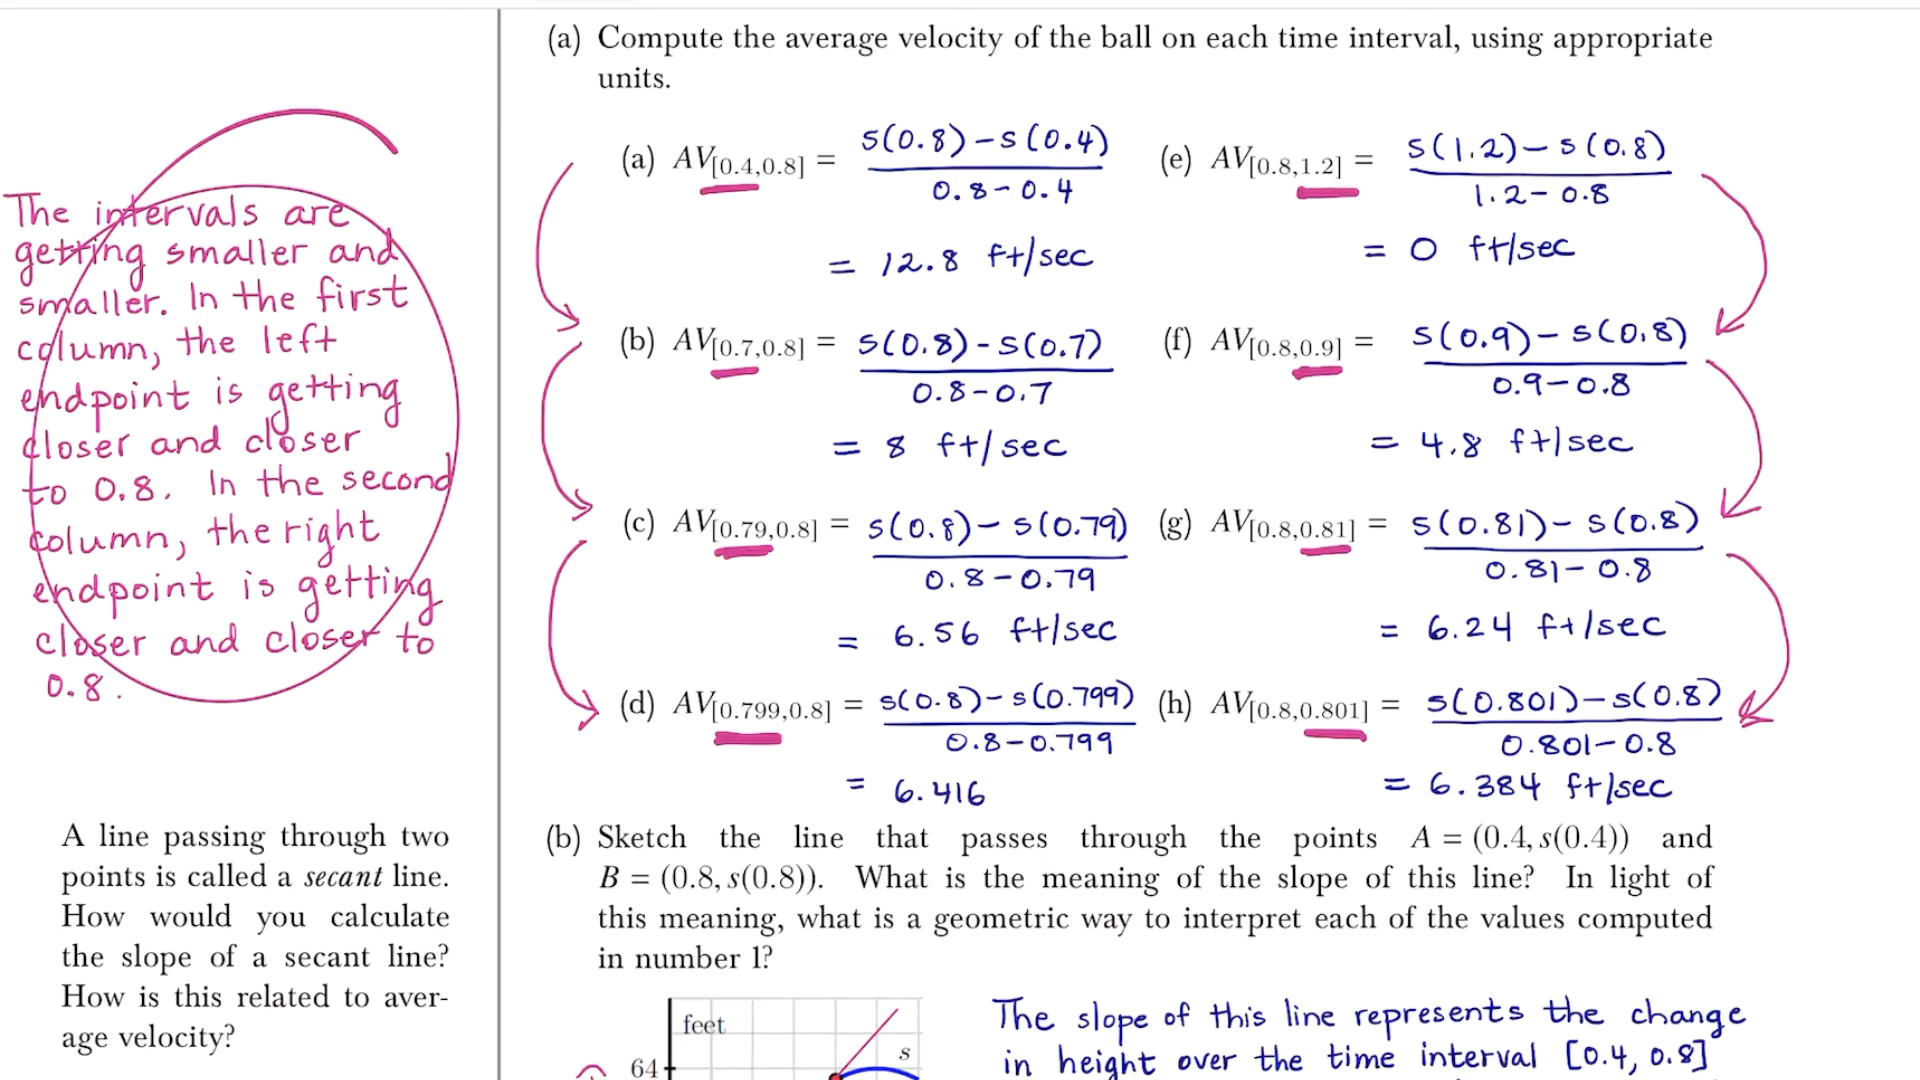 (a) Compute the average velocity of the ball on each time interval, using appropriate
units.
(a) AV[0.4,0.8] = s(0.8)-s(0.4)
0.8-0.4
= 12.8 ft/sec
(b) AV[0.7,0.8] = s(0.8)-s(0.7)
0.8-0.7
= 8 ft/sec
(c) AV[0.79,0.8] = s(0.8)-s(0.79)
0.8-0.79
= 6.56 ft/sec
(d) AV[0.799,0.8] = s(0.8)-s(0.799)
0.8-0.799
= 6.416
(e) AV[0.8,1.2] = s(1.2)-s(0.8)
1.2-0.8
= 0 ft/sec
(f) AV[0.8,0.9] = s(0.9)-s(0.8)
0.9-0.8
= 4.8 ft/sec
(g) AV[0.8,0.81] = s(0.81)-s(0.8)
0.81-0.8
= 6.24 ft/sec
(h) AV[0.8,0.801] = s(0.801)-s(0.8)
0.801-0.8
= 6.384 ft/sec
The intervals are
getting smaller and
smaller. In the first
column, the left
endpoint is getting
closer and closer
to 0.8. In the second
column, the right
endpoint is getting
closer and closer to
0.8.
A line passing through two
points is called a secant line.
How would you calculate
the slope of a secant line?
How is this related to aver-
age velocity?
(b) Sketch the line that passes through the points A = (0.4, s(0.4)) and
B = (0.8, s(0.8)). What is the meaning of the slope of this line? In light of
this meaning, what is a geometric way to interpret each of the values computed
in number 1?
feet
s
64
The slope of this line represents the change
in height over the time interval [0.4, 0.8]